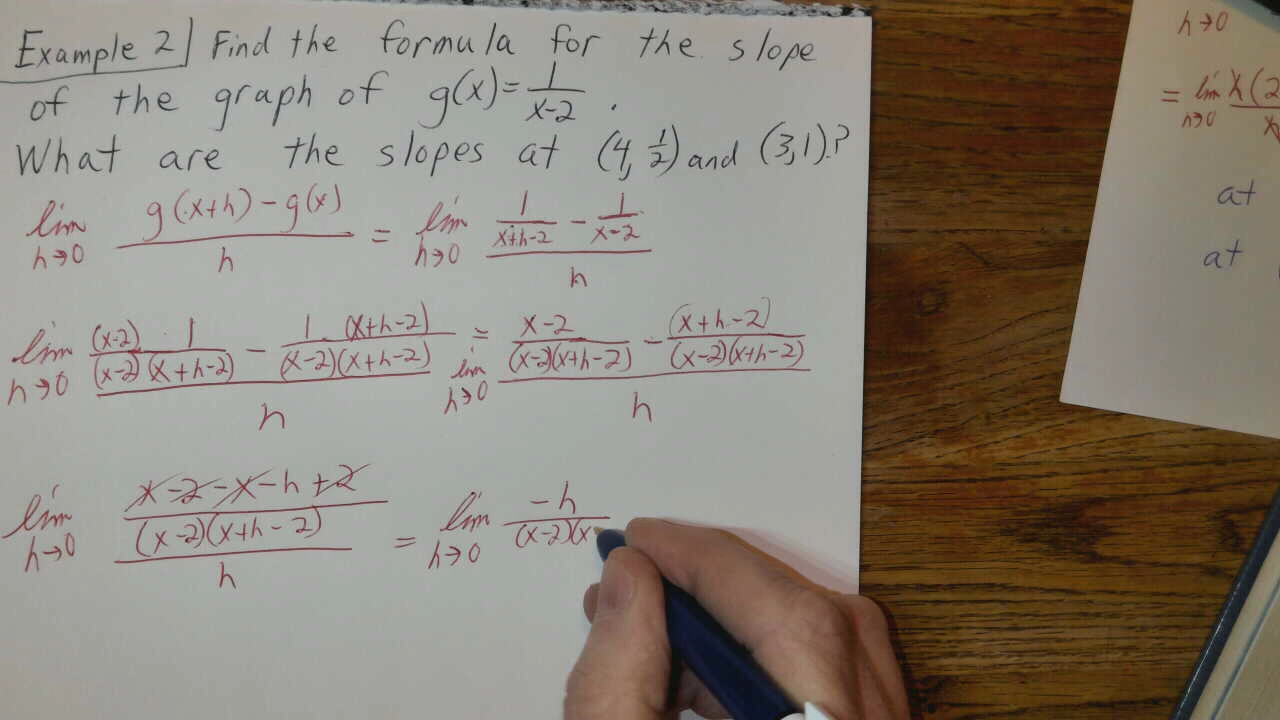 Example 2 | Find the formula for the slope
of the graph of g(x)=1/(x-2).
What are the slopes at (4, 1/2) and (3,1).?
lim h→0 (g(x+h)-g(x))/h = lim h→0 (1/(x+h-2) - 1/(x-2))/h
lim h→0 ((x-2)1/((x-2)(x+h-2)) - 1(x+h-2)/((x-2)(x+h-2)))/h = lim h→0 ((x-2)/((x-2)(x+h-2)) - (x+h-2)/((x-2)(x+h-2)))/h
lim h→0 ((x-2-x-h+2)/((x-2)(x+h-2)))/h = lim h→0 -h/(x-2)(x
h→0
= lim h→0 h(2
at
at